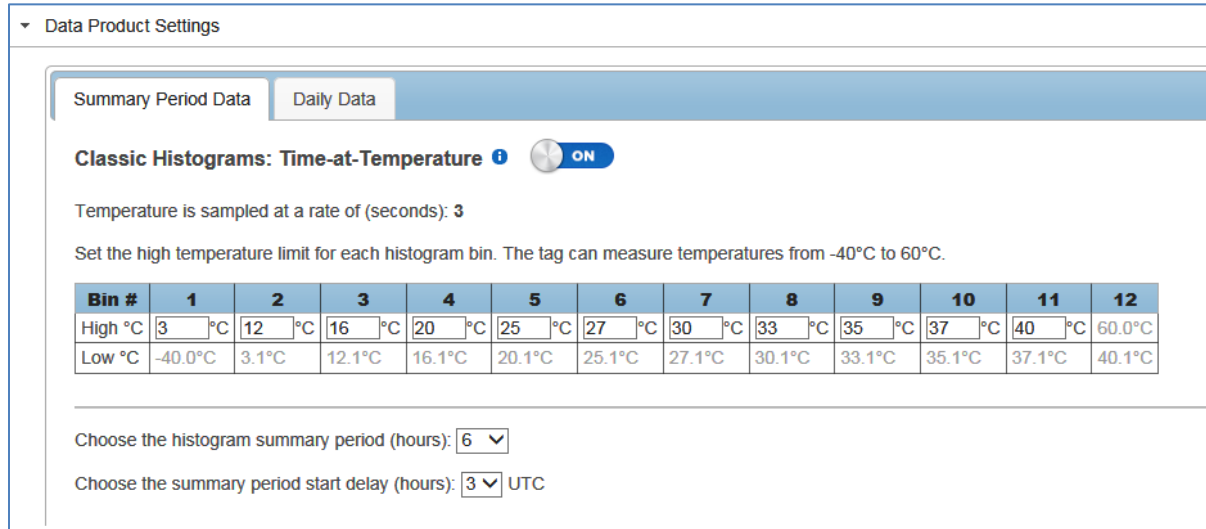 Data Product Settings
Summary Period Data Daily Data
Classic Histograms: Time-at-Temperature i ON
Temperature is sampled at a rate of (seconds): 3
Set the high temperature limit for each histogram bin. The tag can measure temperatures from -40°C to 60°C.
Bin # 1 2 3 4 5 6 7 8 9 10 11 12
High °C 3 °C 12 °C 16 °C 20 °C 25 °C 27 °C 30 °C 33 °C 35 °C 37 °C 40 °C 60.0°C
Low °C -40.0°C 3.1°C 12.1°C 16.1°C 20.1°C 25.1°C 27.1°C 30.1°C 33.1°C 35.1°C 37.1°C 40.1°C
Choose the histogram summary period (hours): 6
Choose the summary period start delay (hours): 3 UTC